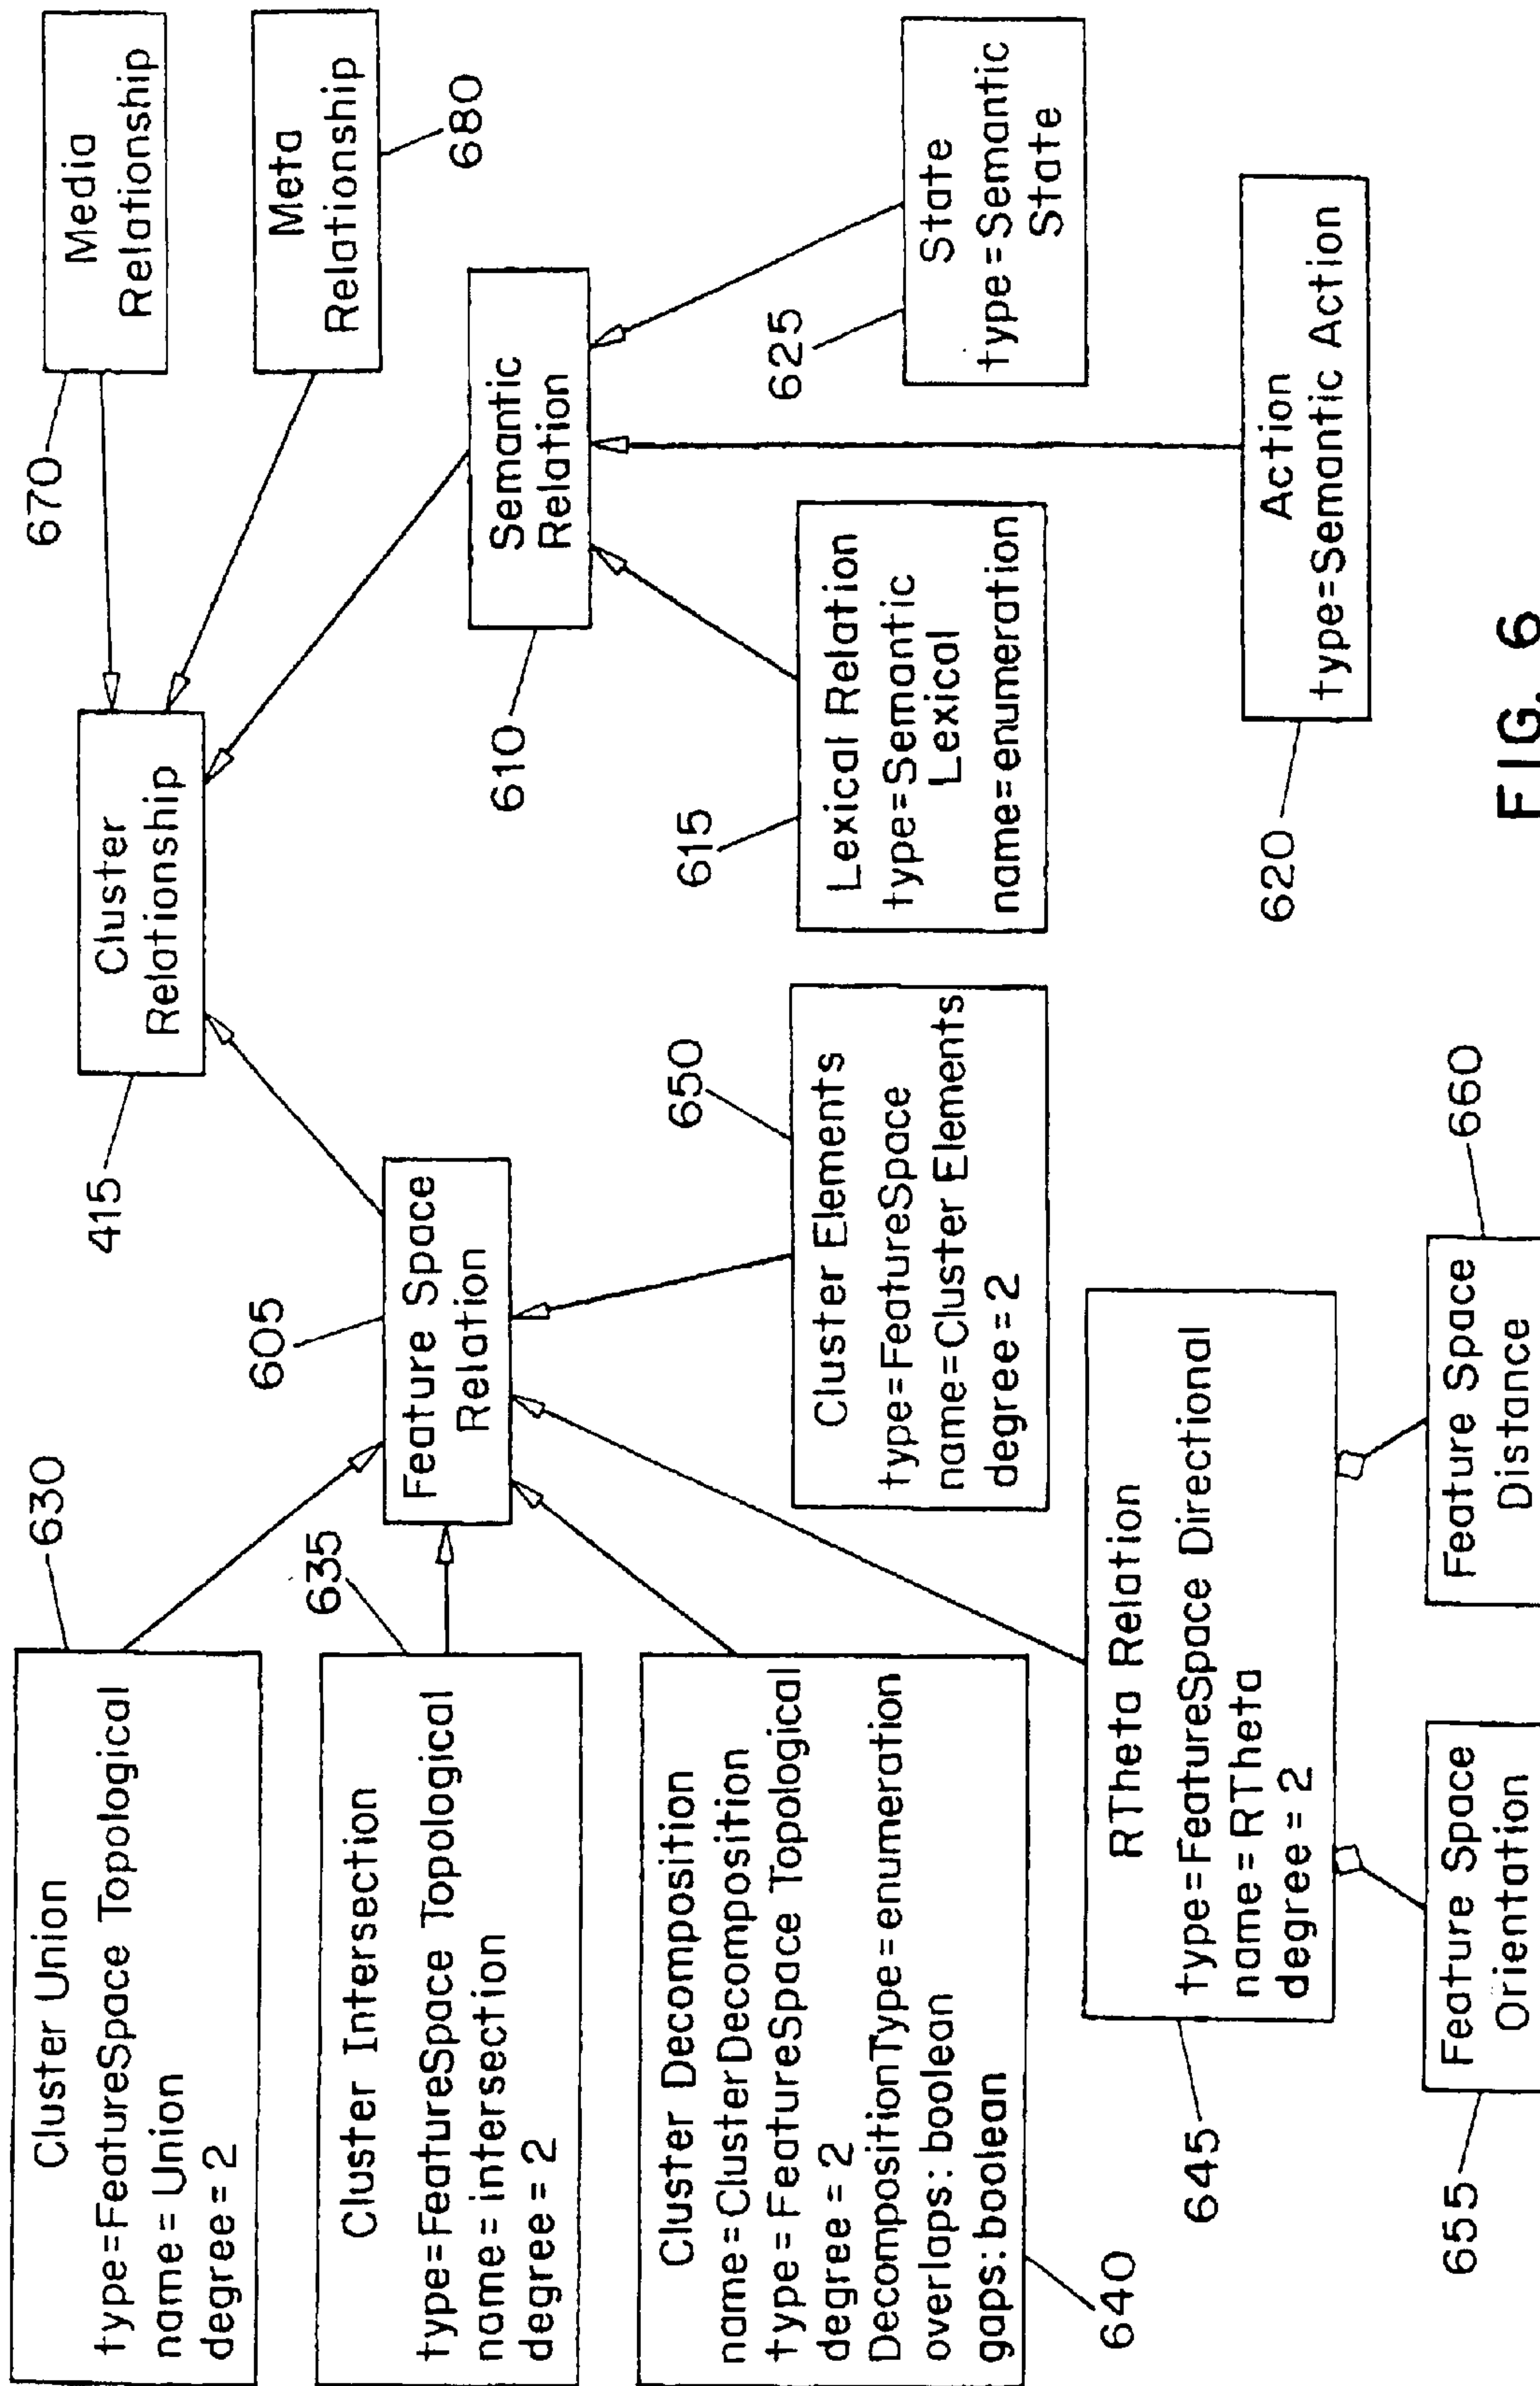 Cluster Union
type=FeatureSpace Topological
name=Union
degree=2
630
Cluster Intersection
type=FeatureSpace Topological
name=intersection
degree=2
635
Cluster Decomposition
name=ClusterDecomposition
type=FeatureSpace Topological
degree=2
DecompositionType=enumeration
overlaps: boolean
gaps:boolean
640
RTheta Relation
type=FeatureSpace Directional
name=RTheta
degree=2
645
Feature Space
Orientation
655
Feature Space
Distance
660
Feature Space
Relation
605
Cluster Elements
type=FeatureSpace
name=Cluster Elements
degree=2
650
Cluster
Relationship
415
Media
Relationship
670
Meta
Relationship
680
Semantic
Relation
610
Lexical Relation
type=Semantic
Lexical
name=enumeration
615
State
type=Semantic
State
625
Action
type=Semantic Action
620
FIG. 6